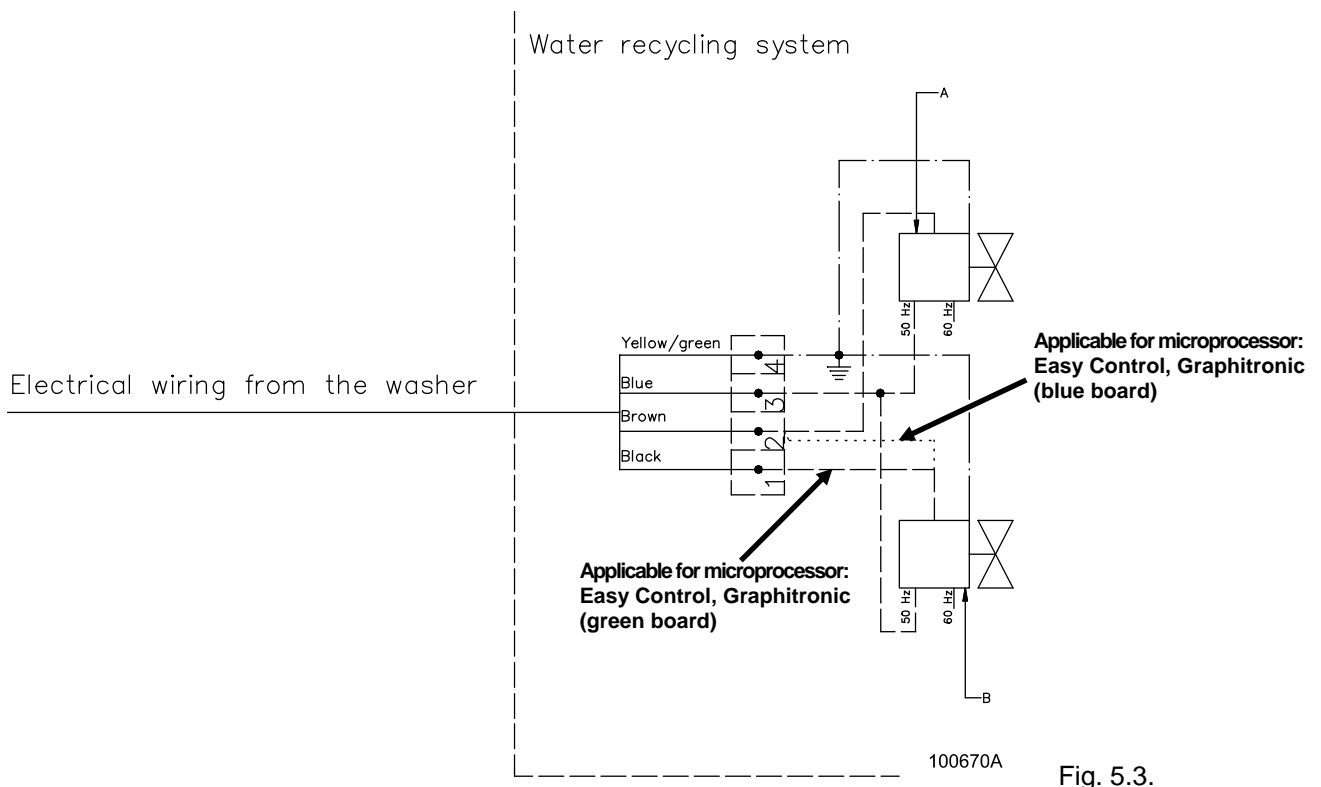 Water recycling system
A
50 Hz
60 Hz
Applicable for microprocessor:
Easy Control, Graphitronic
(blue board)
Yellow/green
4
Electrical wiring from the washer
Blue
3
Brown
2
Black
1
Applicable for microprocessor:
Easy Control, Graphitronic
(green board)
50 Hz
60 Hz
B
100670A
Fig. 5.3.